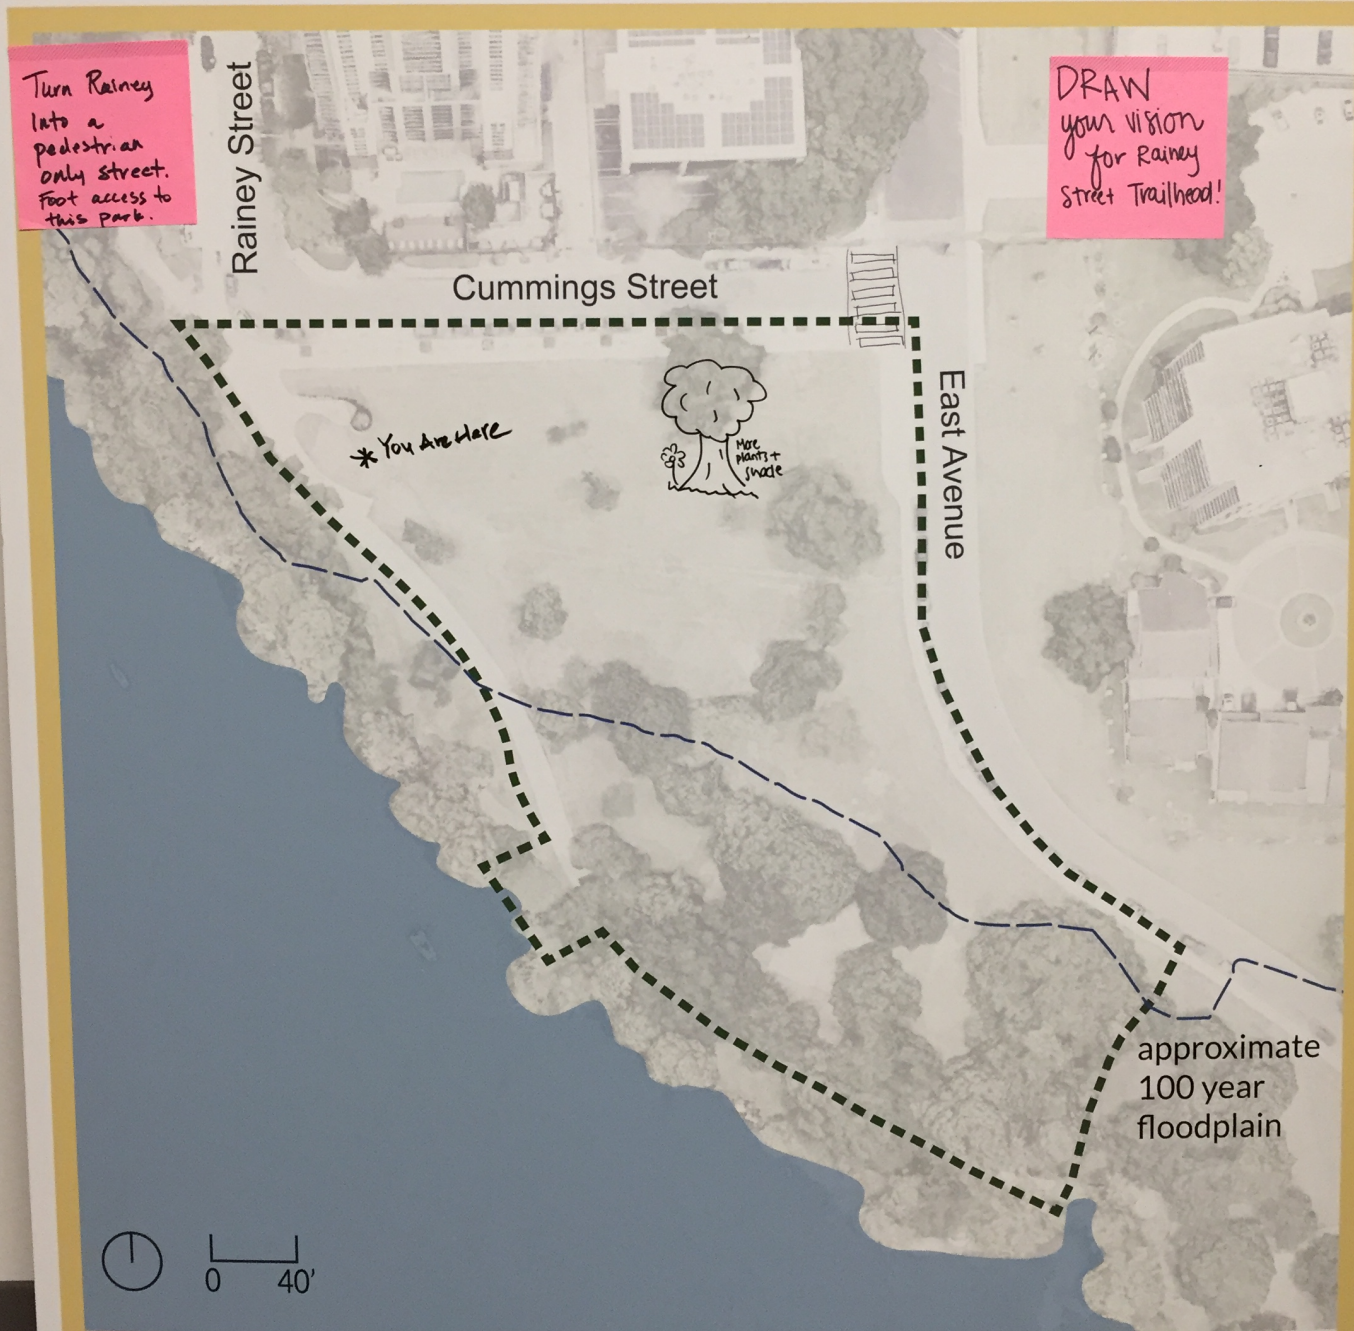 Turn Rainey
Into a
pedestrian
only street.
Foot access to
this park.
Rainey Street
DRAW
your vision
for Rainey
Street Trailhead!
Cummings Street
East Avenue
* You Are Here
More
plants +
shade
approximate
100 year
floodplain
0 40'